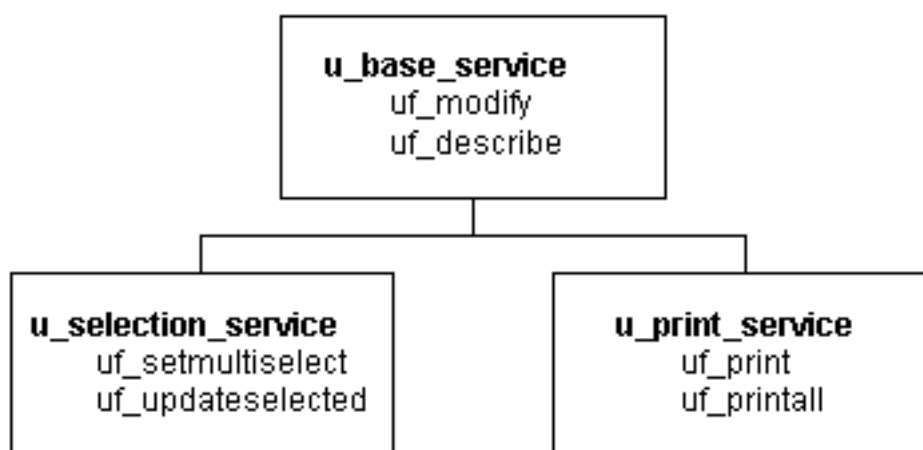 u_base_service
uf_modify
uf_describe
u_selection_service
uf_setmultiselect
uf_updateselected
u_print_service
uf_print
uf_printall